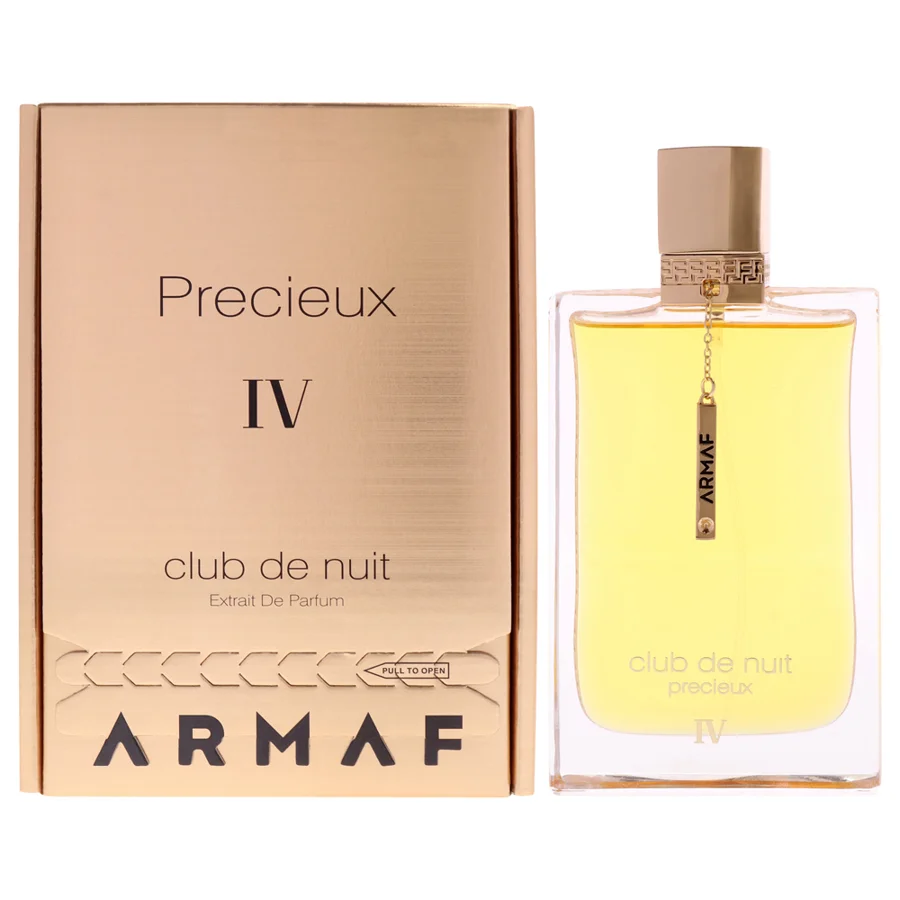 Precieux
IV
club de nuit
Extrait De Parfum
PULL TO OPEN
ARMAF
ARMAF
club de nuit
precieux
IV